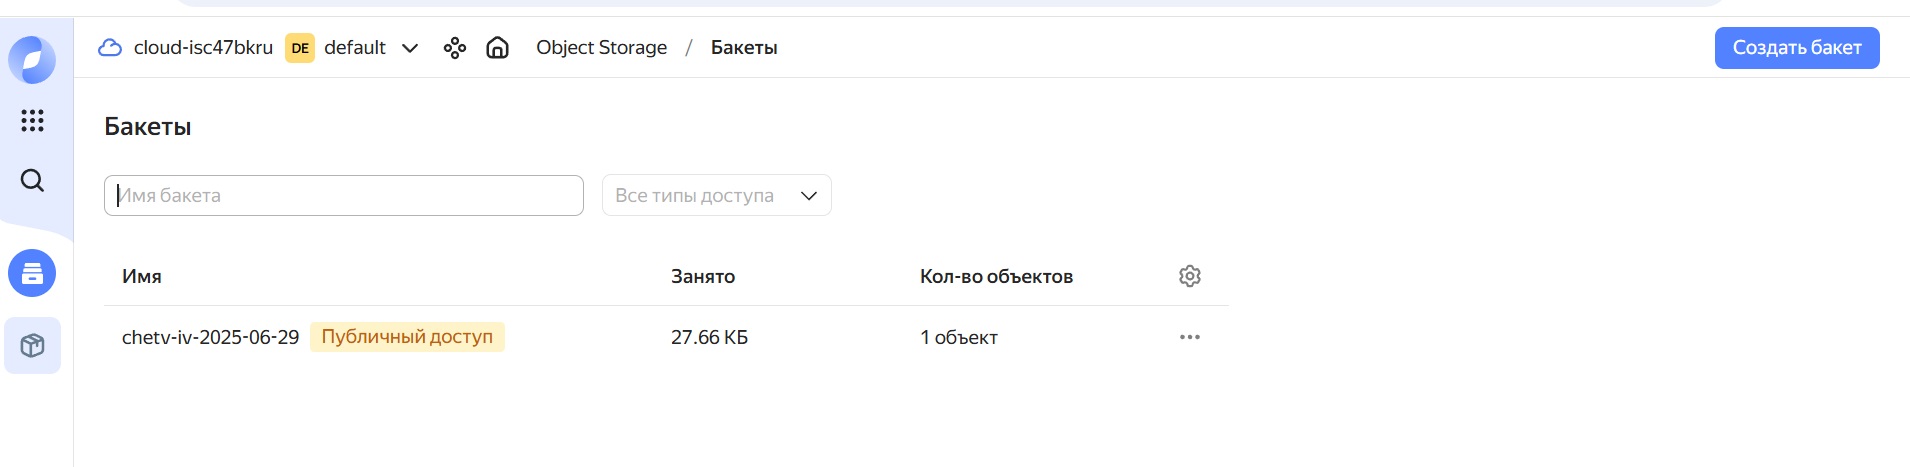 cloud-isc47bkru DE default Object Storage / Бакеты Создать бакет
Бакеты
Имя бакета Все типы доступа
Имя Занято Кол-во объектов
chetv-iv-2025-06-29 Публичный доступ 27.66 КБ 1 объект